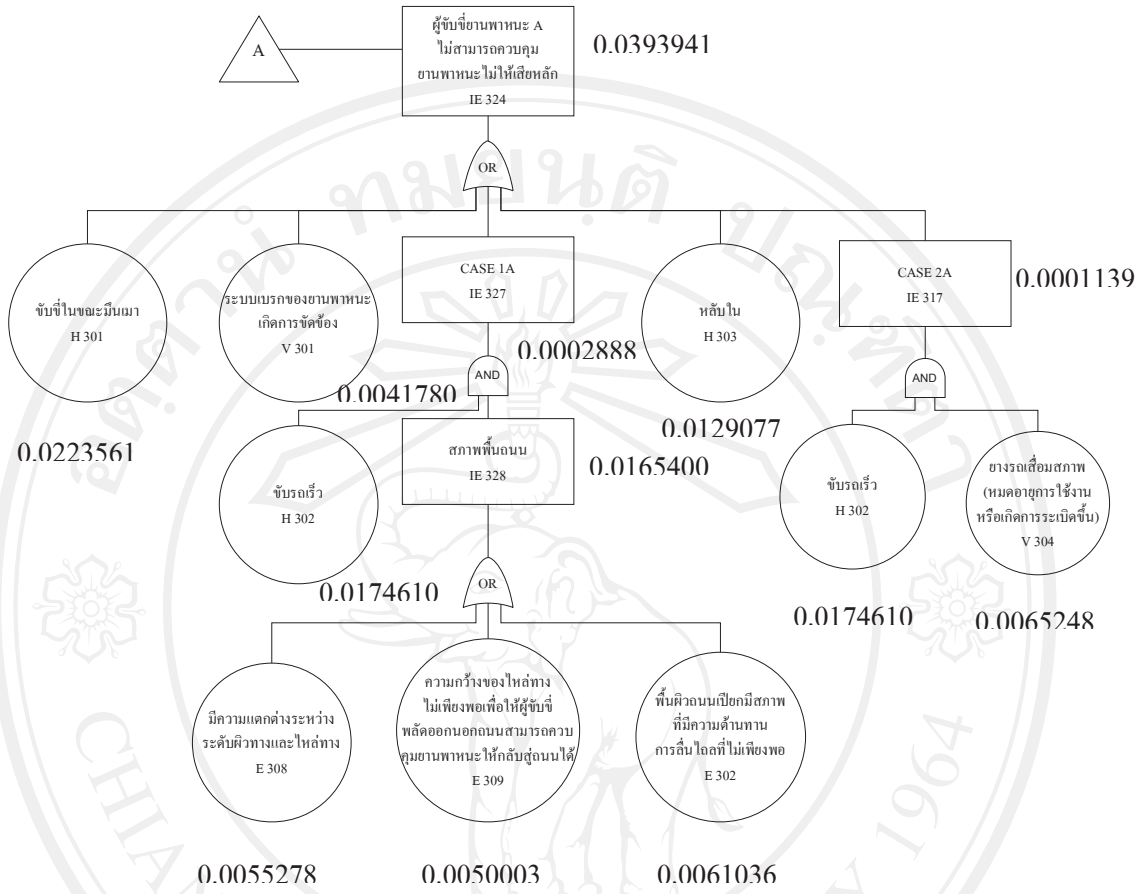 A
ผู้ขับขี่ยานพาหนะ A
ไม่สามารถควบคุม
ยานพาหนะไม่ให้เสียหลัก
IE 324
0.0393941
OR
ขับขี่ในขณะมึนเมา
H 301
0.0223561
ระบบเบรกของยานพาหนะ
เกิดการขัดข้อง
V 301
0.0041780
CASE 1A
IE 327
0.0002888
AND
หลับใน
H 303
0.0129077
CASE 2A
IE 317
0.0001139
AND
ขับรถเร็ว
H 302
0.0174610
สภาพพื้นถนน
IE 328
0.0165400
OR
ขับรถเร็ว
H 302
0.0174610
ยางรถเสื่อมสภาพ
(หมดอายุการใช้งาน
หรือเกิดการระเบิดขึ้น)
V 304
0.0065248
มีความแตกต่างระหว่าง
ระดับผิวทางและไหล่ทาง
E 308
0.0055278
ความกว้างของไหล่ทาง
ไม่เพียงพอเพื่อให้ผู้ขับขี่
พลัดออกนอกถนนสามารถควบ
คุมยานพาหนะให้กลับสู่ถนนได้
E 309
0.0050003
พื้นผิวถนนเปียกมีสภาพ
ที่มีความต้านทาน
การลื่นไถลที่ไม่เพียงพอ
E 302
0.0061036
อตฺตานํ ทมยนฺติ ปณฺฑิตา
1964